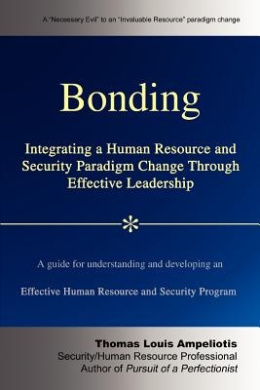 A “Necessary Evil” to an “Invaluable Resource” paradigm change
Bonding
Integrating a Human Resource and
Security Paradigm Change Through
Effective Leadership
*
A guide for understanding and developing an
Effective Human Resource and Security Program
Thomas Louis Ampeliotis
Security/Human Resource Professional
Author of Pursuit of a Perfectionist